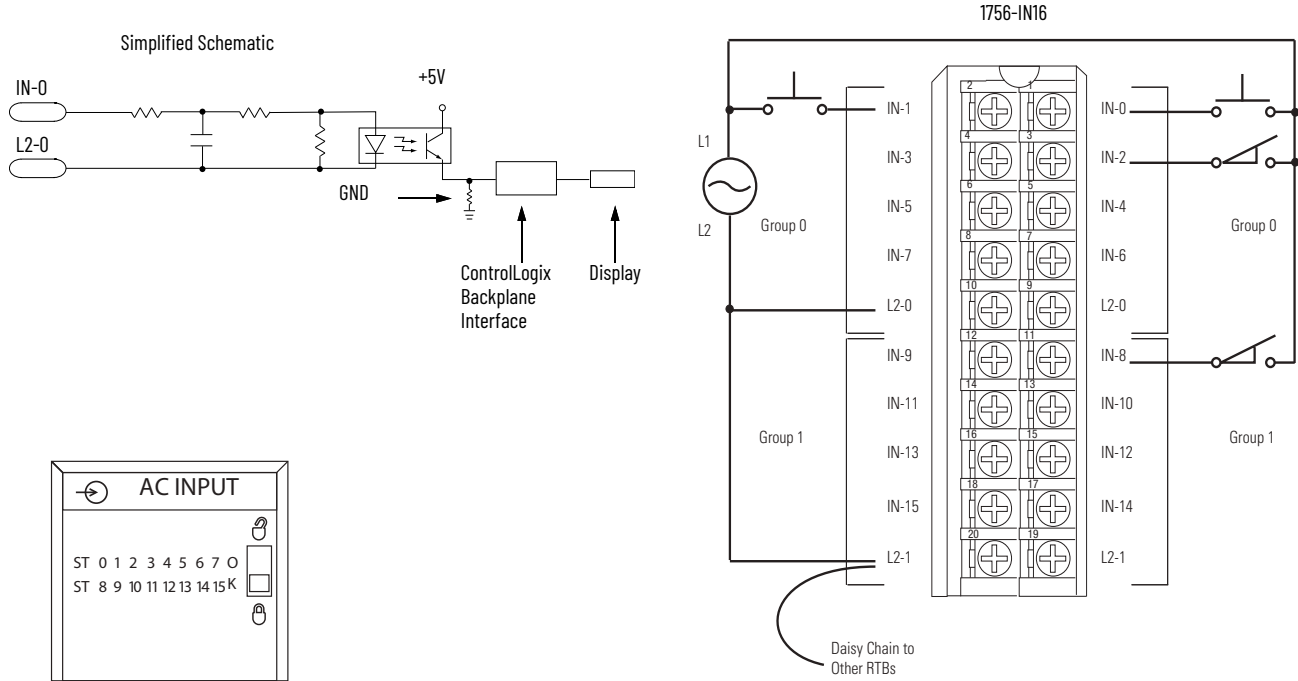 1756-IN16
Simplified Schematic
IN-0
L2-0
+5V
GND
ControlLogix
Backplane
Interface
Display
L1
L2
Group 0
Group 1
IN-1
IN-3
IN-5
IN-7
L2-0
IN-9
IN-11
IN-13
IN-15
L2-1
2 1
4 3
6 5
8 7
10 9
12 11
14 13
16 15
18 17
20 19
IN-0
IN-2
IN-4
IN-6
L2-0
IN-8
IN-10
IN-12
IN-14
L2-1
Group 0
Group 1
Daisy Chain to
Other RTBs
AC INPUT
ST 0 1 2 3 4 5 6 7 O
ST 8 9 10 11 12 13 14 15 K